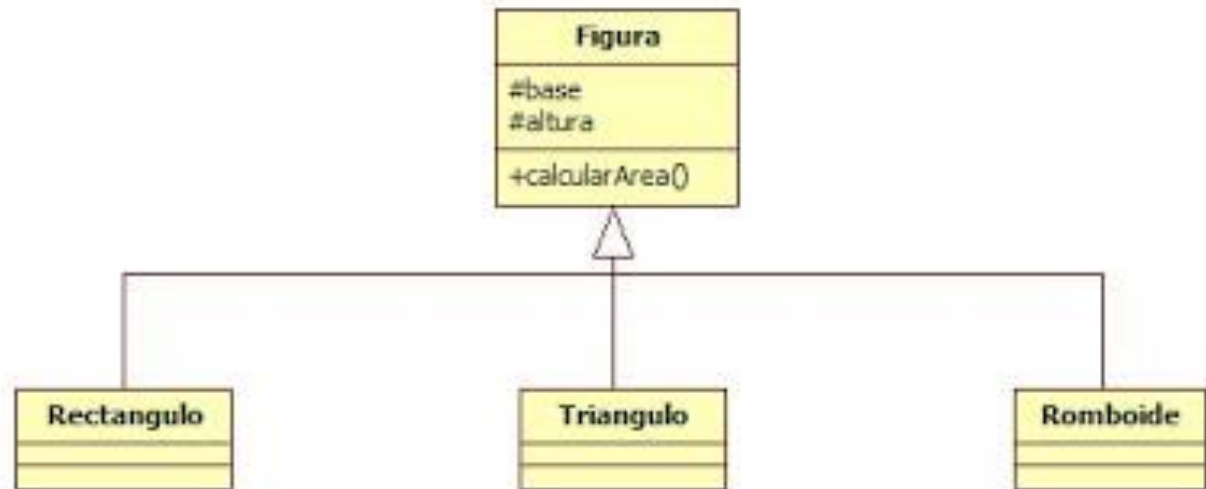 Figura
#base
#altura
+calcularArea()
Rectangulo
Triangulo
Romboide